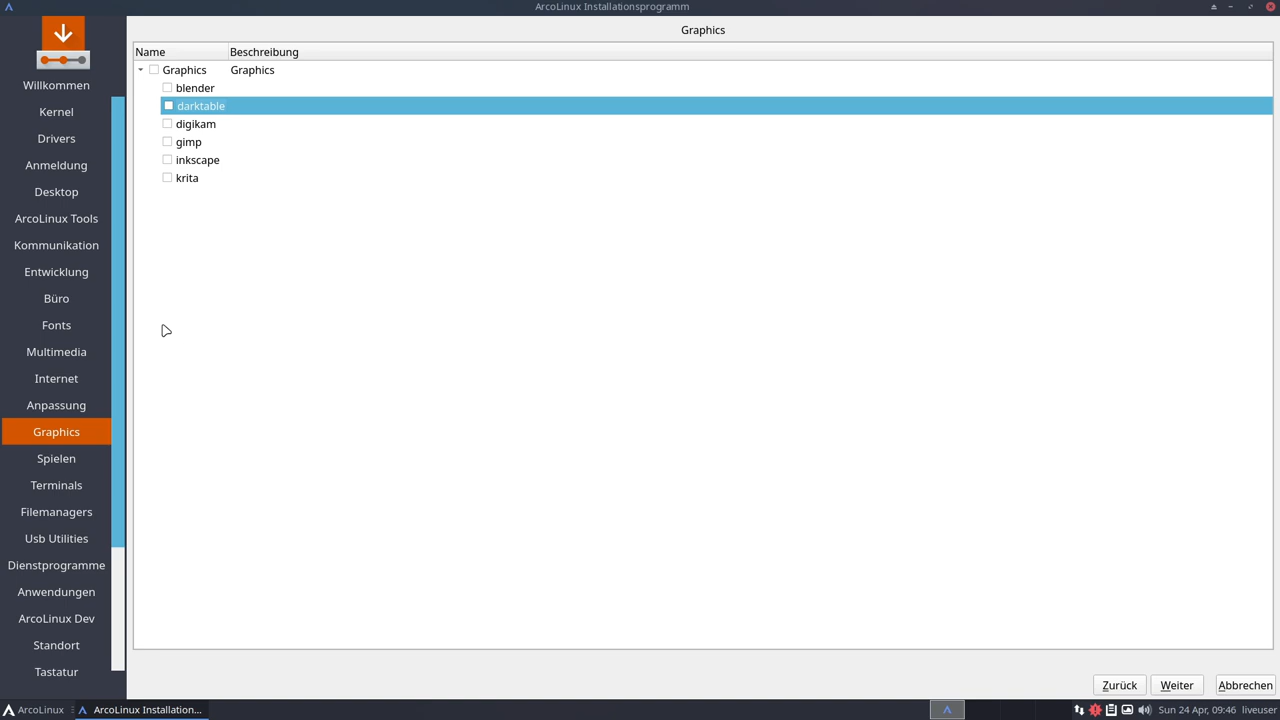 ArcoLinux Installationsprogramm
Willkommen
Kernel
Drivers
Anmeldung
Desktop
ArcoLinux Tools
Kommunikation
Entwicklung
Büro
Fonts
Multimedia
Internet
Anpassung
Graphics
Spielen
Terminals
Filemanagers
Usb Utilities
Dienstprogramme
Anwendungen
ArcoLinux Dev
Standort
Tastatur
Graphics
Name Beschreibung
Graphics Graphics
blender
darktable
digikam
gimp
inkscape
krita
Zurück Weiter Abbrechen
ArcoLinux ArcoLinux Installation... Sun 24 Apr, 09:46 liveuser